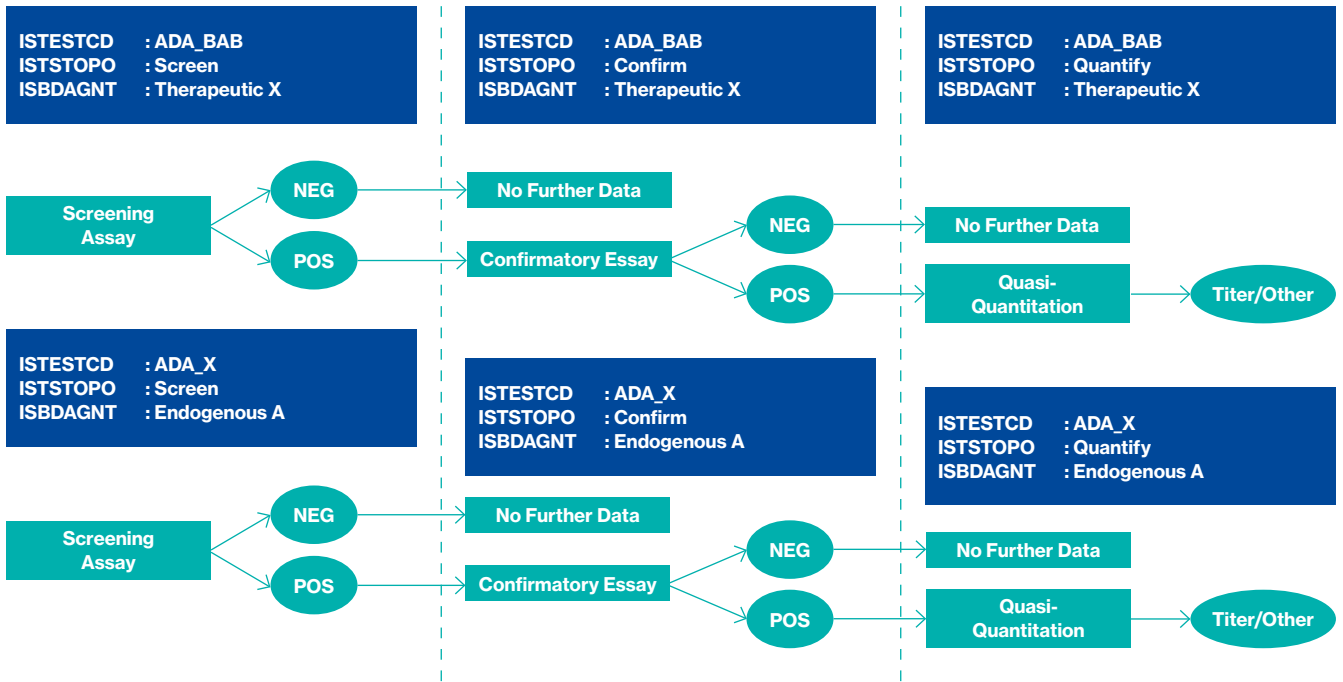 ISTESTCD : ADA_BAB
ISTSTOPO : Screen
ISBDAGNT : Therapeutic X
ISTESTCD : ADA_BAB
ISTSTOPO : Confirm
ISBDAGNT : Therapeutic X
ISTESTCD : ADA_BAB
ISTSTOPO : Quantify
ISBDAGNT : Therapeutic X
Screening
Assay
NEG
POS
No Further Data
Confirmatory Essay
NEG
POS
No Further Data
Quasi-
Quantitation
Titer/Other
ISTESTCD : ADA_X
ISTSTOPO : Screen
ISBDAGNT : Endogenous A
ISTESTCD : ADA_X
ISTSTOPO : Confirm
ISBDAGNT : Endogenous A
ISTESTCD : ADA_X
ISTSTOPO : Quantify
ISBDAGNT : Endogenous A
Screening
Assay
NEG
POS
No Further Data
Confirmatory Essay
NEG
POS
No Further Data
Quasi-
Quantitation
Titer/Other